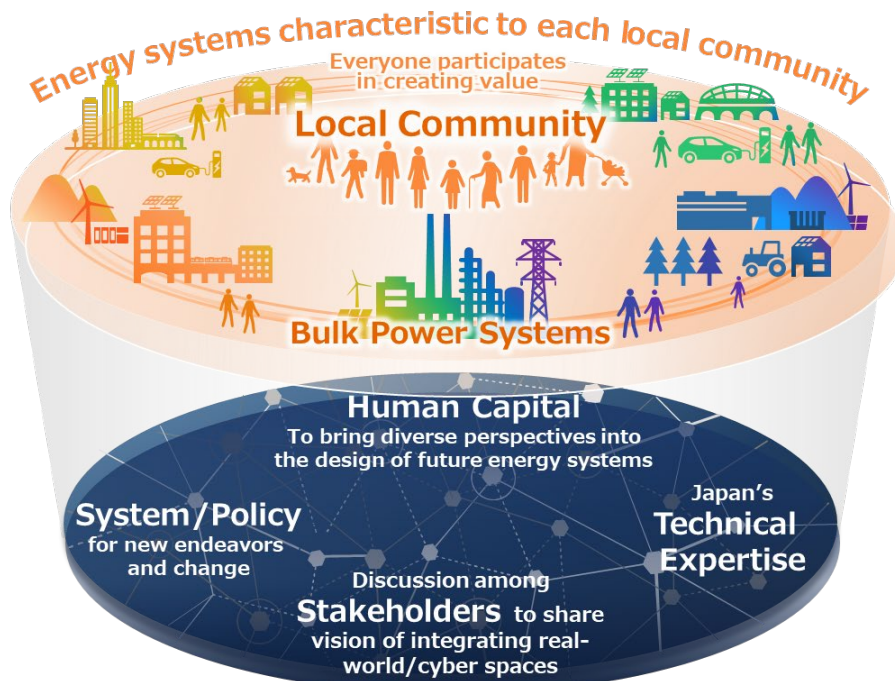 Energy systems characteristic to each local community
Everyone participates
in creating value
Local Community
Bulk Power Systems
Human Capital
To bring diverse perspectives into
the design of future energy systems
System/Policy
for new endeavors
and change
Japan's
Technical
Expertise
Discussion among
Stakeholders to share
vision of integrating real-
world/cyber spaces